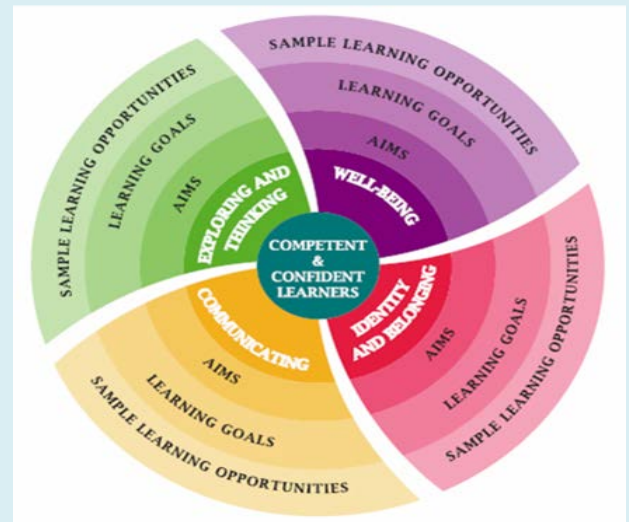 SAMPLE LEARNING OPPORTUNITIES
LEARNING GOALS
AIMS
EXPLORING AND
THINKING
SAMPLE LEARNING OPPORTUNITIES
LEARNING GOALS
AIMS
WELL-BEING
COMPETENT
&
CONFIDENT
LEARNERS
IDENTITY
AND BELONGING
AIMS
LEARNING GOALS
SAMPLE LEARNING OPPORTUNITIES
COMMUNICATING
AIMS
LEARNING GOALS
SAMPLE LEARNING OPPORTUNITIES